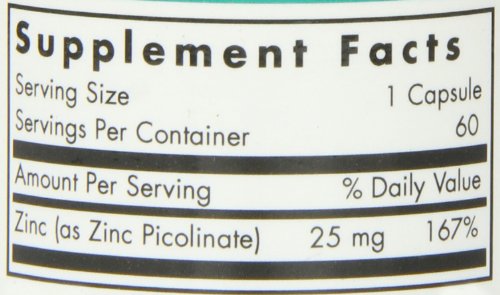 Supplement Facts
Serving Size 1 Capsule
Servings Per Container 60
Amount Per Serving % Daily Value
Zinc (as Zinc Picolinate) 25 mg 167%